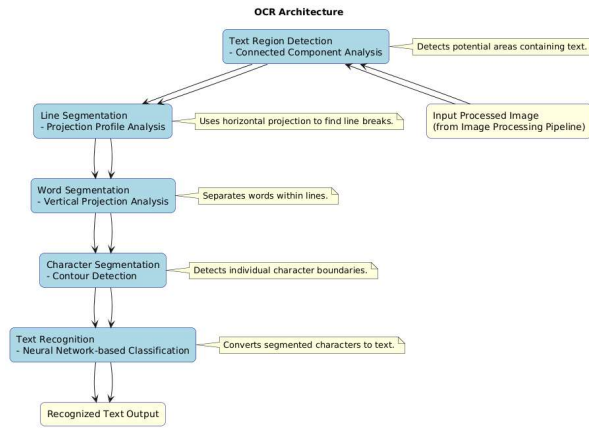 OCR Architecture
Text Region Detection
- Connected Component Analysis
Detects potential areas containing text.
Line Segmentation
- Projection Profile Analysis
Uses horizontal projection to find line breaks.
Input Processed Image
(from Image Processing Pipeline)
Word Segmentation
- Vertical Projection Analysis
Separates words within lines.
Character Segmentation
- Contour Detection
Detects individual character boundaries.
Text Recognition
- Neural Network-based Classification
Converts segmented characters to text.
Recognized Text Output